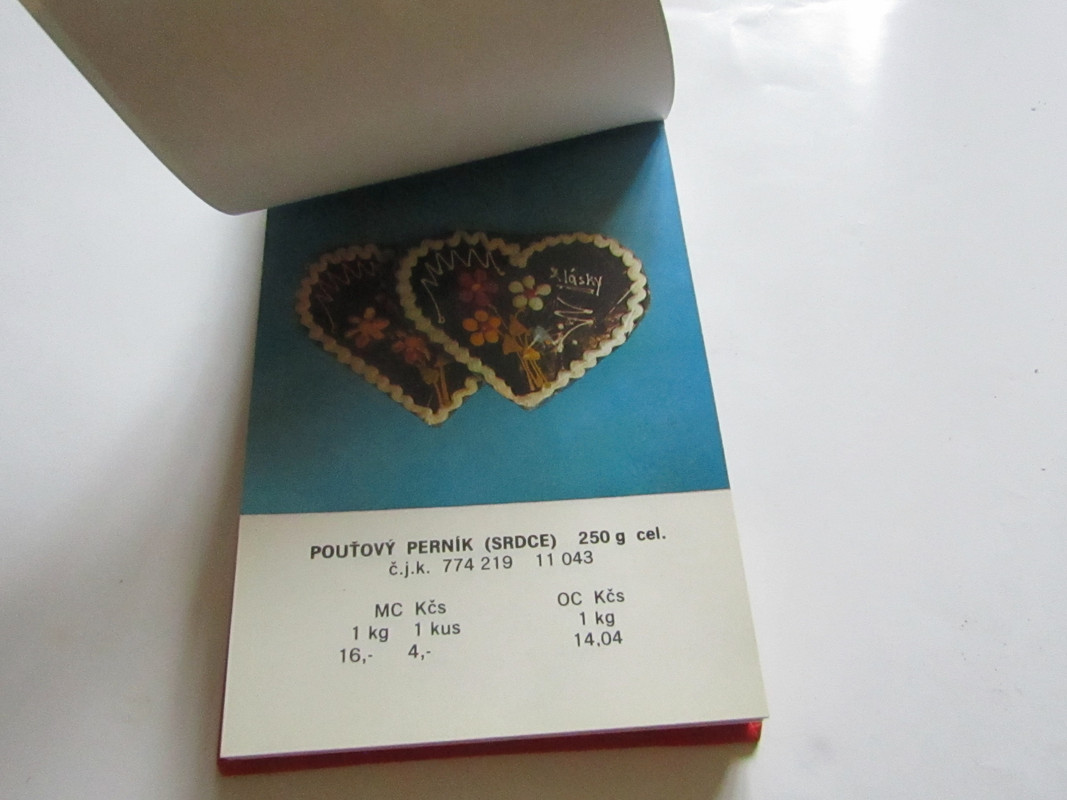 z lásky
POUŤOVÝ PERNÍK (SRDCE) 250 g cel.
č.j.k. 774 219 11 043
MC Kčs OC Kčs
1 kg 1 kus 1 kg
16,- 4,- 14,04